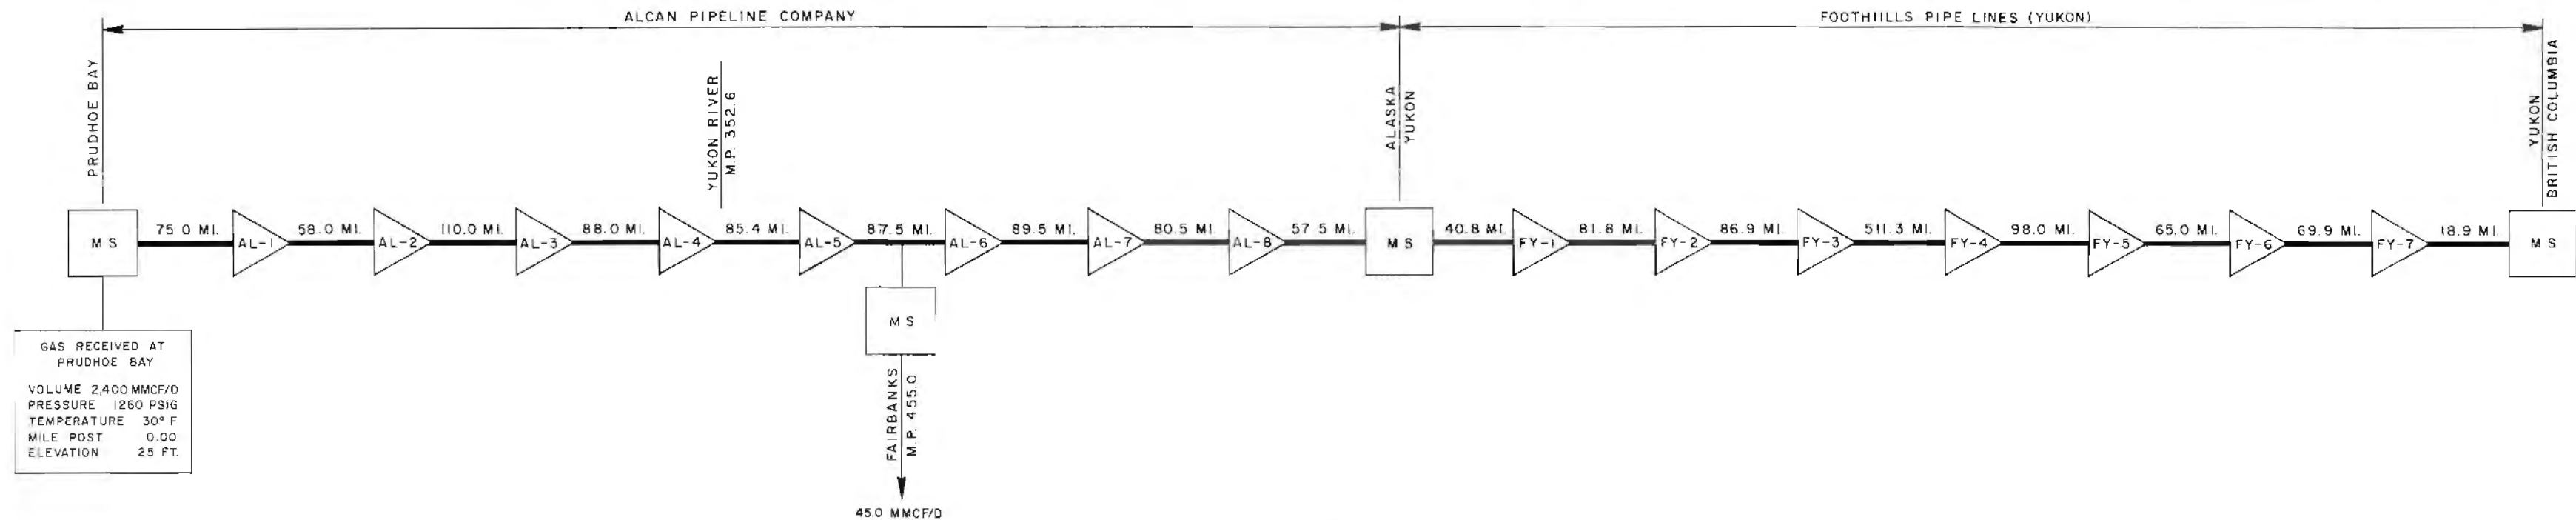 ALCAN PIPELINE COMPANY
FOOTHILLS PIPE LINES (YUKON)
PRUDHOE BAY
YUKON RIVER
M.P. 352.6
ALASKA
YUKON
YUKON
BRITISH COLUMBIA
MS 75.0 MI. AL-1 58.0 MI. AL-2 110.0 MI. AL-3 88.0 MI. AL-4 85.4 MI. AL-5 87.5 MI. AL-6 89.5 MI. AL-7 80.5 MI. AL-8 57.5 MI. MS 40.8 MI. FY-1 81.8 MI. FY-2 86.9 MI. FY-3 511.3 MI. FY-4 98.0 MI. FY-5 65.0 MI. FY-6 69.9 MI. FY-7 18.9 MI. MS
MS
FAIRBANKS
M.P. 455.0
45.0 MMCF/D
GAS RECEIVED AT
PRUDHOE BAY
VOLUME 2,400 MMCF/D
PRESSURE 1260 PSIG
TEMPERATURE 30° F
MILE POST 0.00
ELEVATION 25 FT.